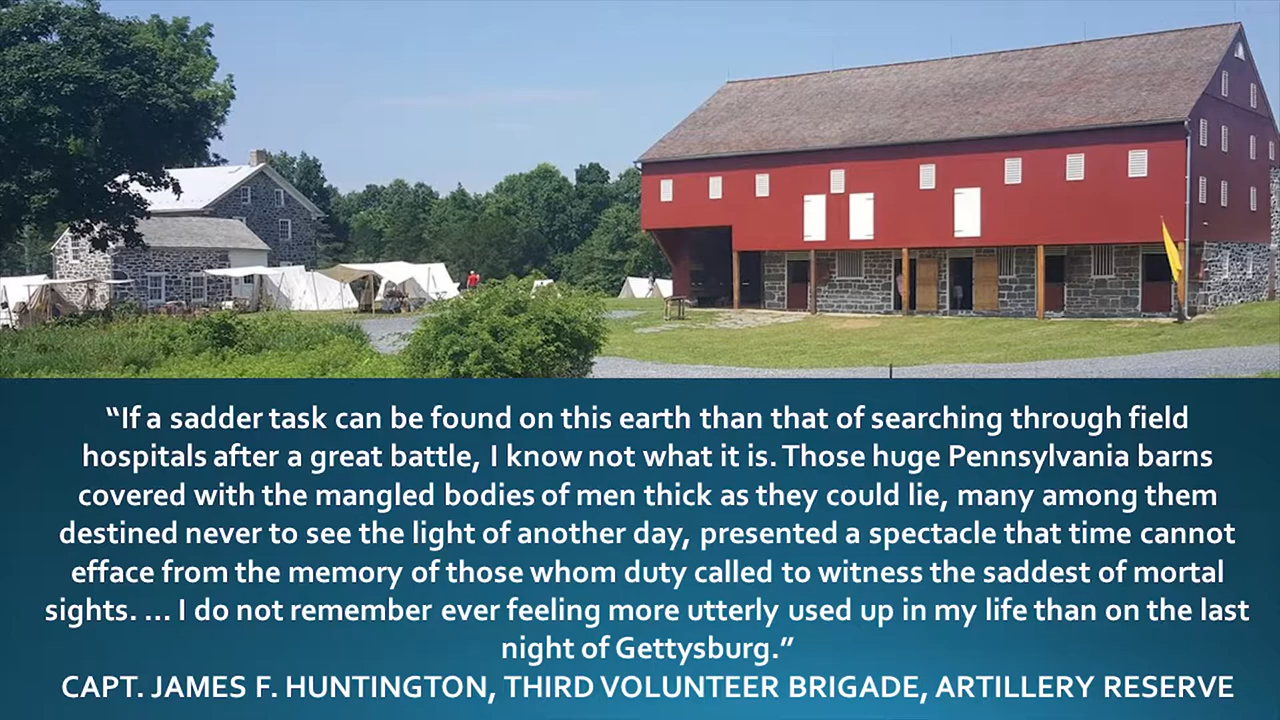 “If a sadder task can be found on this earth than that of searching through field
hospitals after a great battle, I know not what it is. Those huge Pennsylvania barns
covered with the mangled bodies of men thick as they could lie, many among them
destined never to see the light of another day, presented a spectacle that time cannot
efface from the memory of those whom duty called to witness the saddest of mortal
sights. ... I do not remember ever feeling more utterly used up in my life than on the last
night of Gettysburg.”
CAPT. JAMES F. HUNTINGTON, THIRD VOLUNTEER BRIGADE, ARTILLERY RESERVE